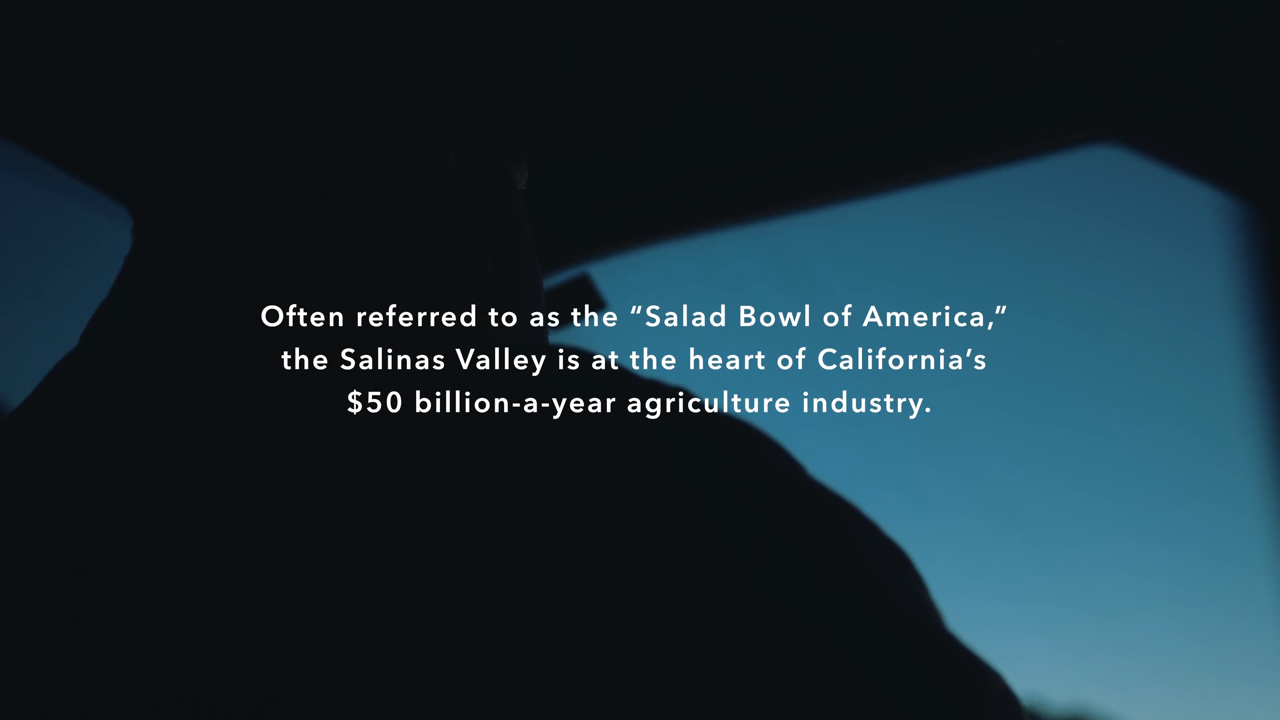 Often referred to as the “Salad Bowl of America,”
the Salinas Valley is at the heart of California’s
$50 billion-a-year agriculture industry.